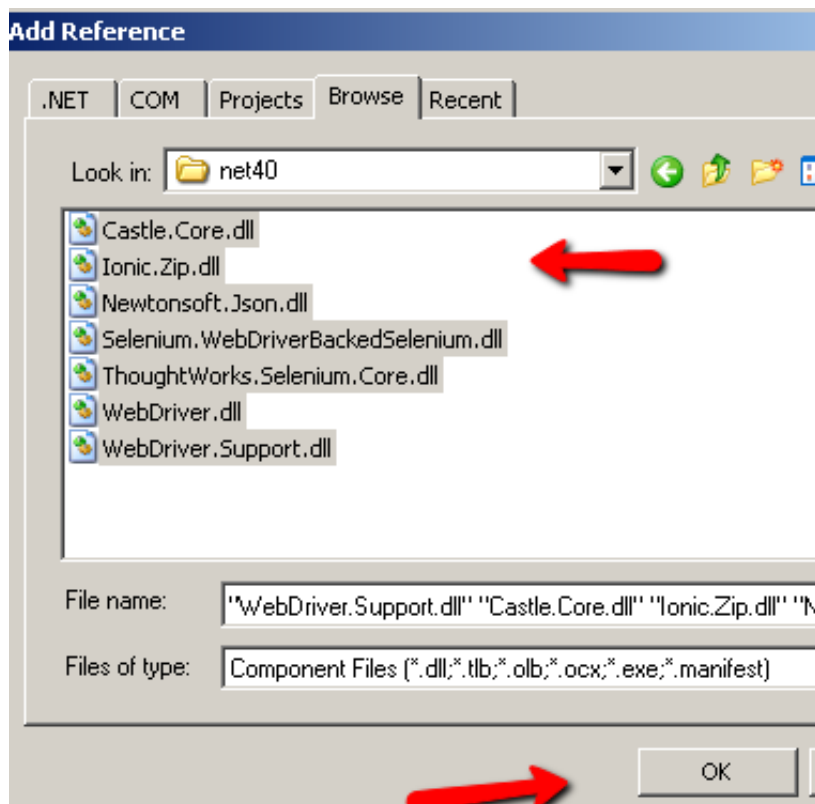 Add Reference
.NET COM Projects Browse Recent
Look in: net40
Castle.Core.dll
Ionic.Zip.dll
Newtonsoft.Json.dll
Selenium.WebDriverBackedSelenium.dll
ThoughtWorks.Selenium.Core.dll
WebDriver.dll
WebDriver.Support.dll
File name: "WebDriver.Support.dll" "Castle.Core.dll" "Ionic.Zip.dll" "N
Files of type: Component Files (*.dll;*.tlb;*.olb;*.ocx;*.exe;*.manifest)
OK